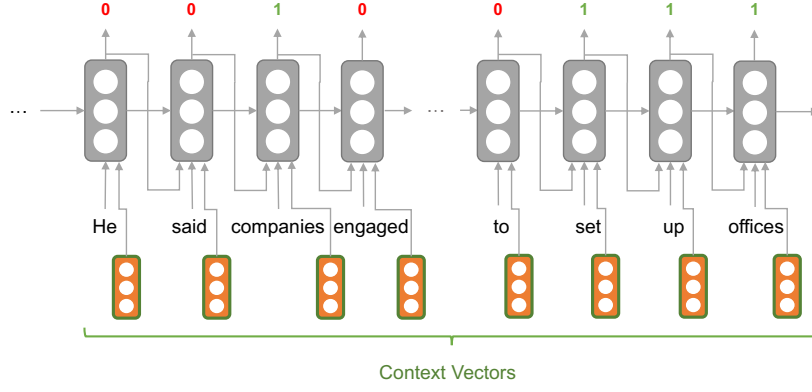 0 0 1 0 0 1 1 1
... ...
He said companies engaged to set up offices
Context Vectors